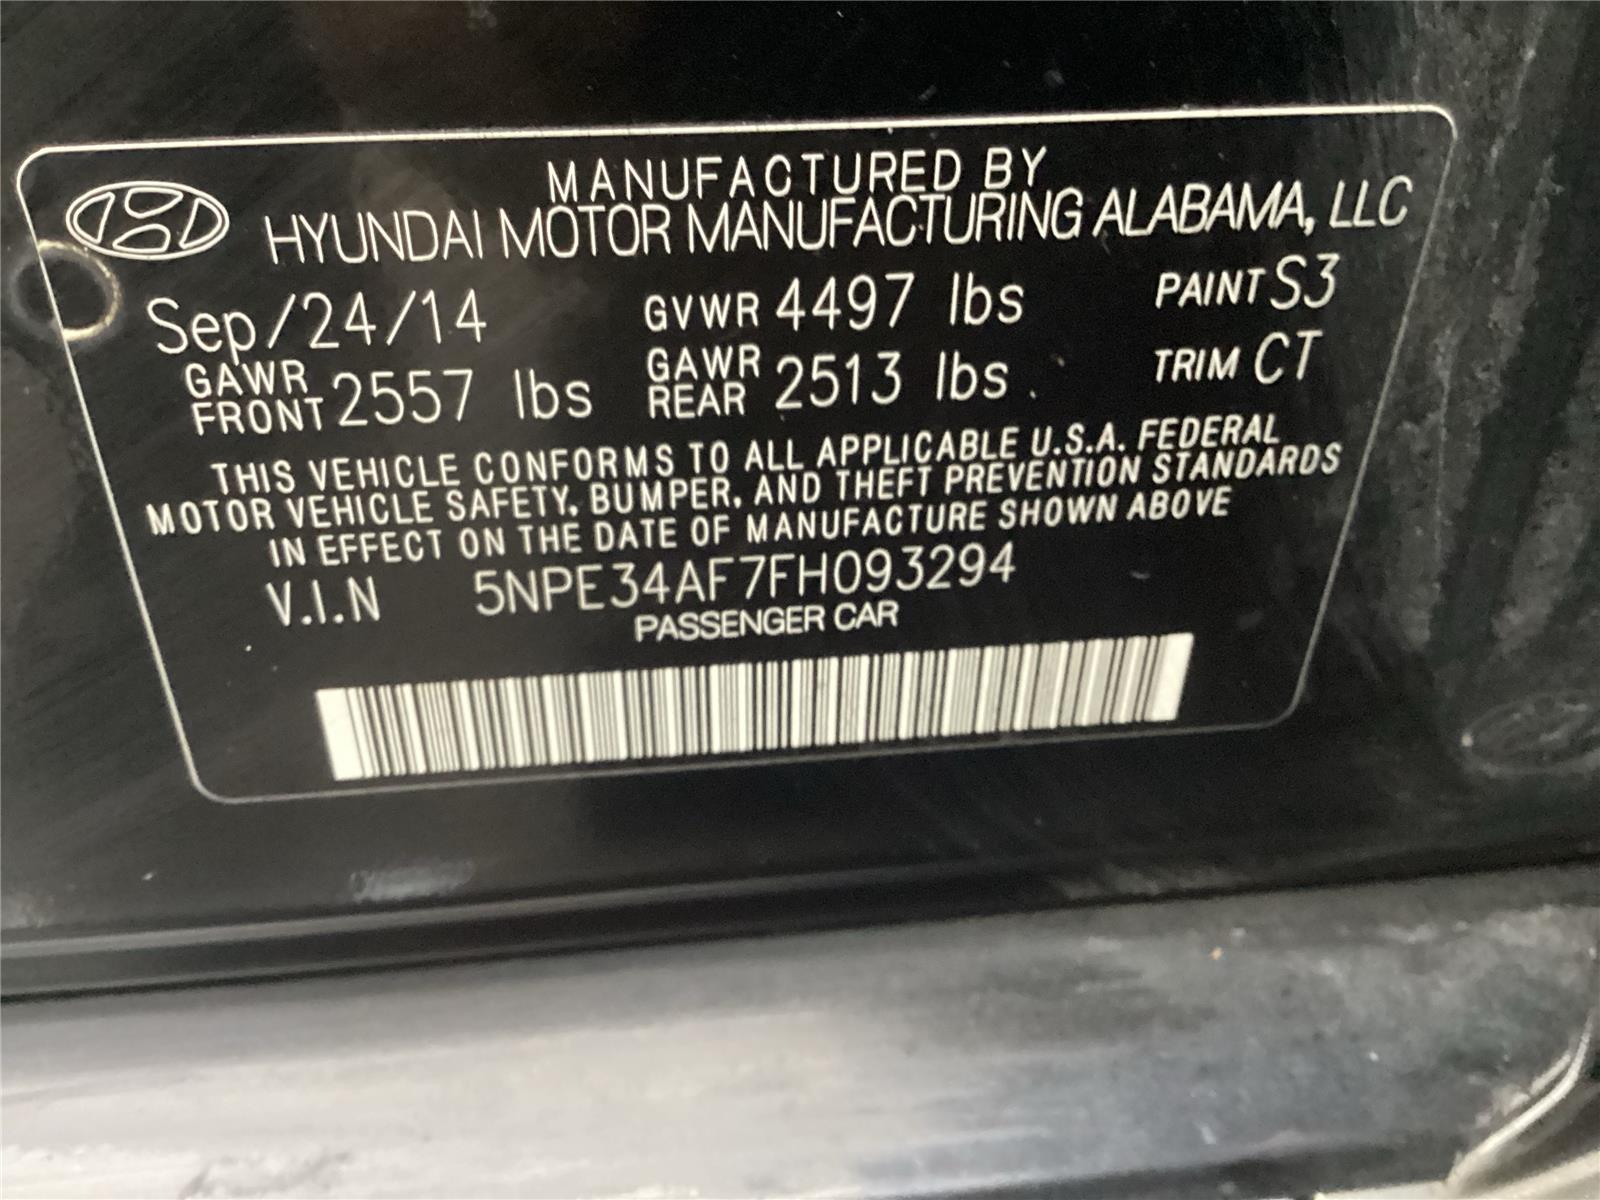 MANUFACTURED BY
HYUNDAI MOTOR MANUFACTURING ALABAMA, LLC
Sep/24/14 GVWR 4497 lbs PAINT S3
GAWR FRONT 2557 lbs GAWR REAR 2513 lbs TRIM CT
THIS VEHICLE CONFORMS TO ALL APPLICABLE U.S.A. FEDERAL
MOTOR VEHICLE SAFETY, BUMPER, AND THEFT PREVENTION STANDARDS
IN EFFECT ON THE DATE OF MANUFACTURE SHOWN ABOVE
V.I.N 5NPE34AF7FH093294
PASSENGER CAR